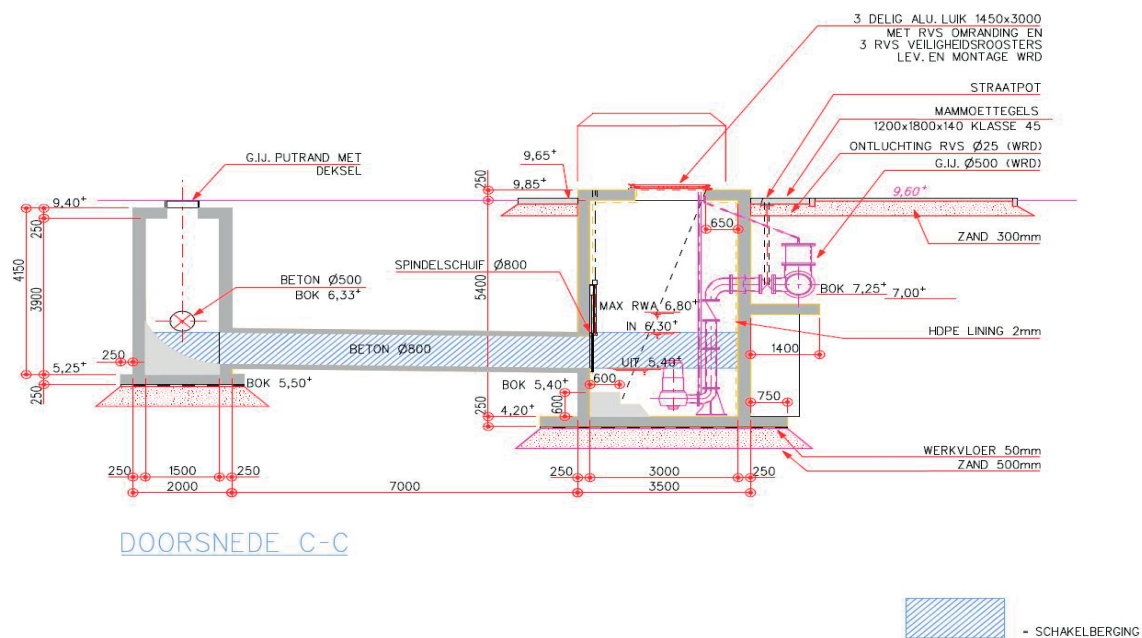 3 DELIG ALU. LUIK 1450x3000
MET RVS OMRANDING EN
3 RVS VEILIGHEIDSROOSTERS
LEV. EN MONTAGE WRD
STRAATPOT
MAMMOETTEGELS
1200x1800x140 KLASSE 45
ONTLUCHTING RVS Ø25 (WRD)
G.IJ. Ø500 (WRD)
G.IJ. PUTRAND MET
DEKSEL
9,65+
9,85+
250
9,60+
9,40+
250
650
ZAND 300mm
4150
3900
BETON Ø500
BOK 6,33+
SPINDELSCHUIF Ø800
5400
MAX RWA 6,80+
BOK 7,25+
7,00+
IN 6,30+
HDPE LINING 2mm
BETON Ø800
1400
250
UIT 5,40+
5,25+
BOK 5,50+
BOK 5,40+
600
600
750
250
250
4,20+
WERKVLOER 50mm
ZAND 500mm
250
1500
250
250
3000
250
2000
7000
3500
DOORSNEDE C-C
= SCHAKELBERGING